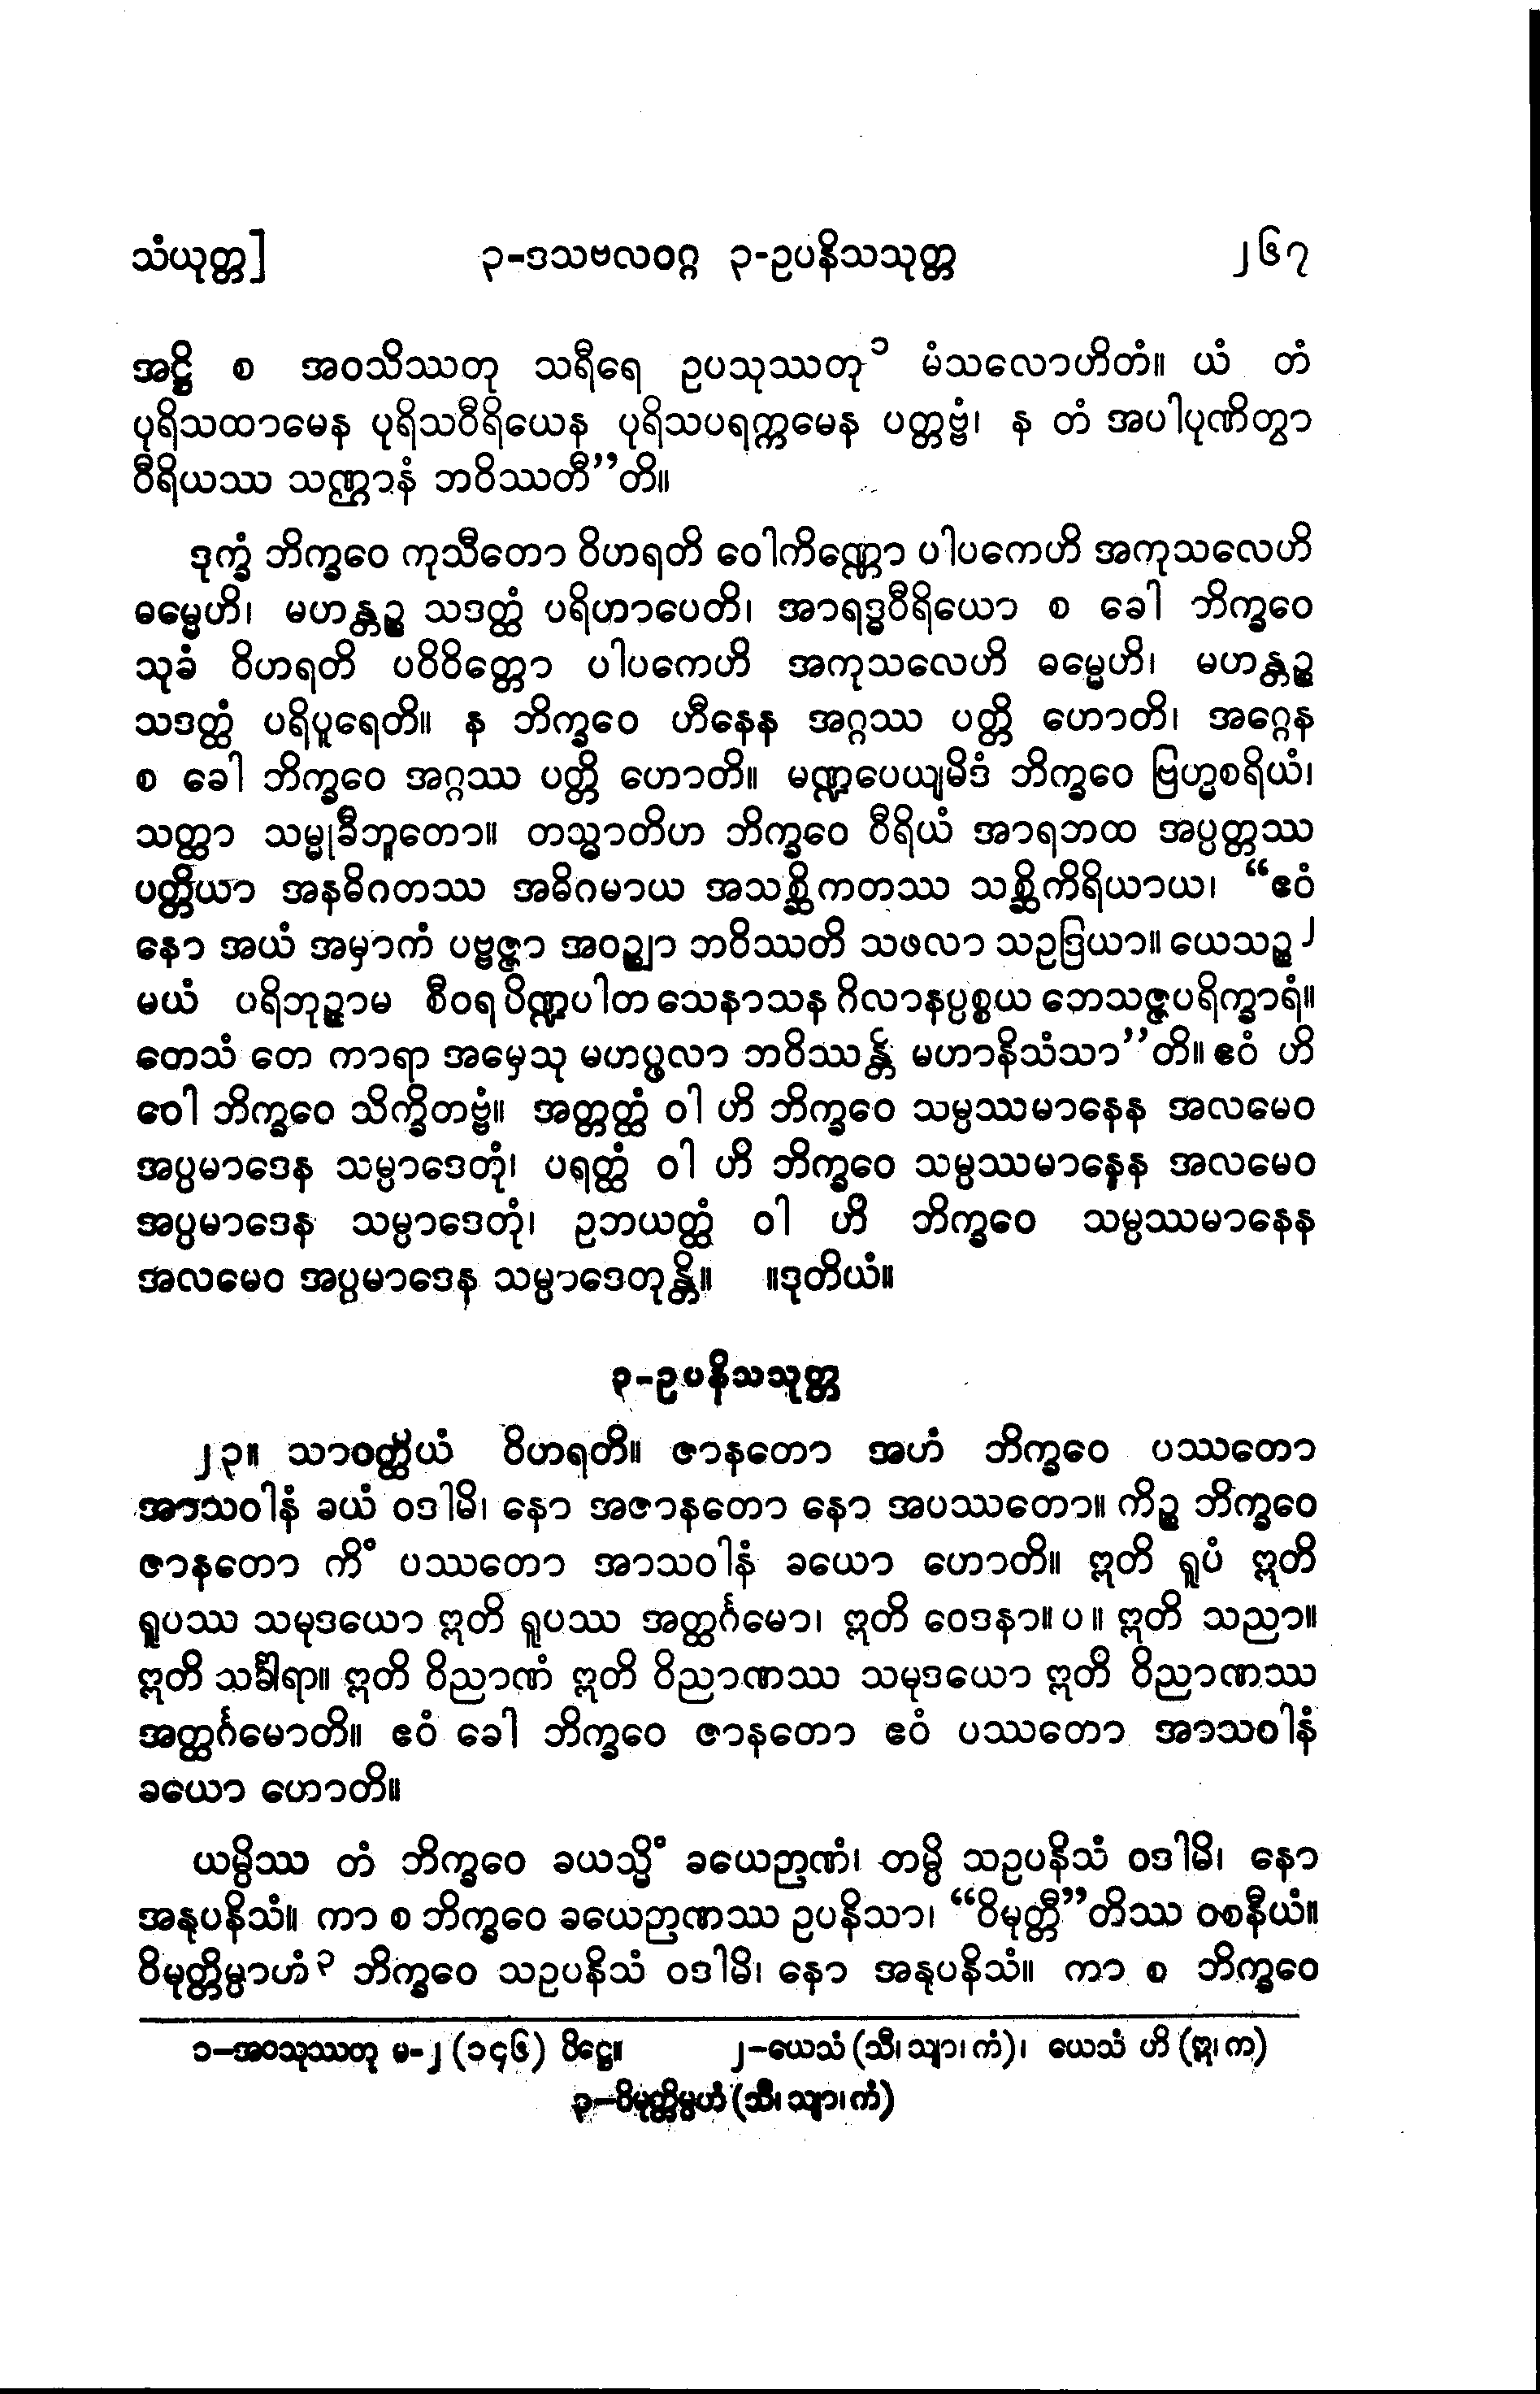 သံယုတ္တ] ၃-ဒသဗလဝဂ္ဂ ၃-ဥပနိသသုတ္တ ၂၆၇
အဋ္ဌိ စ အဝသိဿတု သရီရေ ဥပသုဿတု၁ မံသလောဟိတံ။ ယံ တံ
ပုရိသထာမေန ပုရိသဝီရိယေန ပုရိသပရက္ကမေန ပတ္တဗ္ဗံ၊ န တံ အပါပုဏိတွာ
ဝီရိယဿ သဏ္ဌာနံ ဘဝိဿတီ”တိ။
ဒုက္ခံ ဘိက္ခဝေ ကုသီတော ဝိဟရတိ ဝေါကိဏ္ဏော ပါပကေဟိ အကုသလေဟိ
ဓမ္မေဟိ၊ မဟန္တဉ္စ သဒတ္ထံ ပရိဟာပေတိ၊ အာရဒ္ဓဝီရိယော စ ခေါ ဘိက္ခဝေ
သုခံ ဝိဟရတိ ပဝိဝိတ္တော ပါပကေဟိ အကုသလေဟိ ဓမ္မေဟိ၊ မဟန္တဉ္စ
သဒတ္ထံ ပရိပူရေတိ။ န ဘိက္ခဝေ ဟီနေန အဂ္ဂဿ ပတ္တိ ဟောတိ၊ အဂ္ဂေန
စ ခေါ ဘိက္ခဝေ အဂ္ဂဿ ပတ္တိ ဟောတိ။ မဏ္ဍပေယျမိဒံ ဘိက္ခဝေ ဗြဟ္မစရိယံ၊
သတ္ထာ သမ္မုခီဘူတော။ တသ္မာတိဟ ဘိက္ခဝေ ဝီရိယံ အာရဘထ အပ္ပတ္တဿ
ပတ္တိယာ အနဓိဂတဿ အဓိဂမာယ အသစ္ဆိကတဿ သစ္ဆိကိရိယာယ၊ “ဧဝံ
နော အယံ အမှာကံ ပဗ္ဗဇ္ဇာ အဝဉ္ဈာ ဘဝိဿတိ သဖလာ သဥဒြယာ။ ယေသဉ္စ၂
မယံ ပရိဘုဉ္ဇာမ စီဝရ ပိဏ္ဍပါတ သေနာသန ဂိလာနပ္ပစ္စယ ဘေသဇ္ဇပရိက္ခာရံ။
တေသံ တေ ကာရာ အမှေသု မဟပ္ဖလာ ဘဝိဿန္တိ မဟာနိသံသာ”တိ။ ဧဝံ ဟိ
ဝေါ ဘိက္ခဝေ သိက္ခိတဗ္ဗံ။ အတ္တတ္ထံ ဝါ ဟိ ဘိက္ခဝေ သမ္ပဿမာနေန အလမေဝ
အပ္ပမာဒေန သမ္ပာဒေတုံ၊ ပရတ္ထံ ဝါ ဟိ ဘိက္ခဝေ သမ္ပဿမာနေန အလမေဝ
အပ္ပမာဒေန သမ္ပာဒေတုံ၊ ဥဘယတ္ထံ ဝါ ဟိ ဘိက္ခဝေ သမ္ပဿမာနေန
အလမေဝ အပ္ပမာဒေန သမ္ပာဒေတုန္တိ။ ။ဒုတိယံ။
၃-ဥပနိသသုတ္တ
၂၃။ သာဝတ္ထိယံ ဝိဟရတိ။ ဇာနတော အဟံ ဘိက္ခဝေ ပဿတော
အာသဝါနံ ခယံ ဝဒါမိ၊ နော အဇာနတော နော အပဿတော။ ကိဉ္စ ဘိက္ခဝေ
ဇာနတော ကိံ ပဿတော အာသဝါနံ ခယော ဟောတိ။ ဣတိ ရူပံ ဣတိ
ရူပဿ သမုဒယော ဣတိ ရူပဿ အတ္ထင်္ဂမော၊ ဣတိ ဝေဒနာ။ ပ ။ ဣတိ သညာ။
ဣတိ သင်္ခါရာ။ ဣတိ ဝိညာဏံ ဣတိ ဝိညာဏဿ သမုဒယော ဣတိ ဝိညာဏဿ
အတ္ထင်္ဂမောတိ။ ဧဝံ ခေါ ဘိက္ခဝေ ဇာနတော ဧဝံ ပဿတော အာသဝါနံ
ခယော ဟောတိ။
ယမ္ပိဿ တံ ဘိက္ခဝေ ခယသ္မိံ ခယေဉာဏံ၊ တမ္ပိ သဥပနိသံ ဝဒါမိ၊ နော
အနုပနိသံ။ ကာ စ ဘိက္ခဝေ ခယေဉာဏဿ ဥပနိသာ၊ “ဝိမုတ္တီ”တိဿ ဝစနီယံ။
ဝိမုတ္တိမ္ပာဟံ၃ ဘိက္ခဝေ သဥပနိသံ ဝဒါမိ၊ နော အနုပနိသံ။ ကာ စ ဘိက္ခဝေ
၁-အဝသုဿတု မ-၂ (၁၄၆) ပိဋ္ဌေ။ ၂-ယေသံ (သီ၊ သျာ၊ ကံ)၊ ယေသံ ဟိ (ဣ၊ က)
၃-ဝိမုတ္တိမ္ပဟံ (သီ၊ သျာ၊ ကံ)